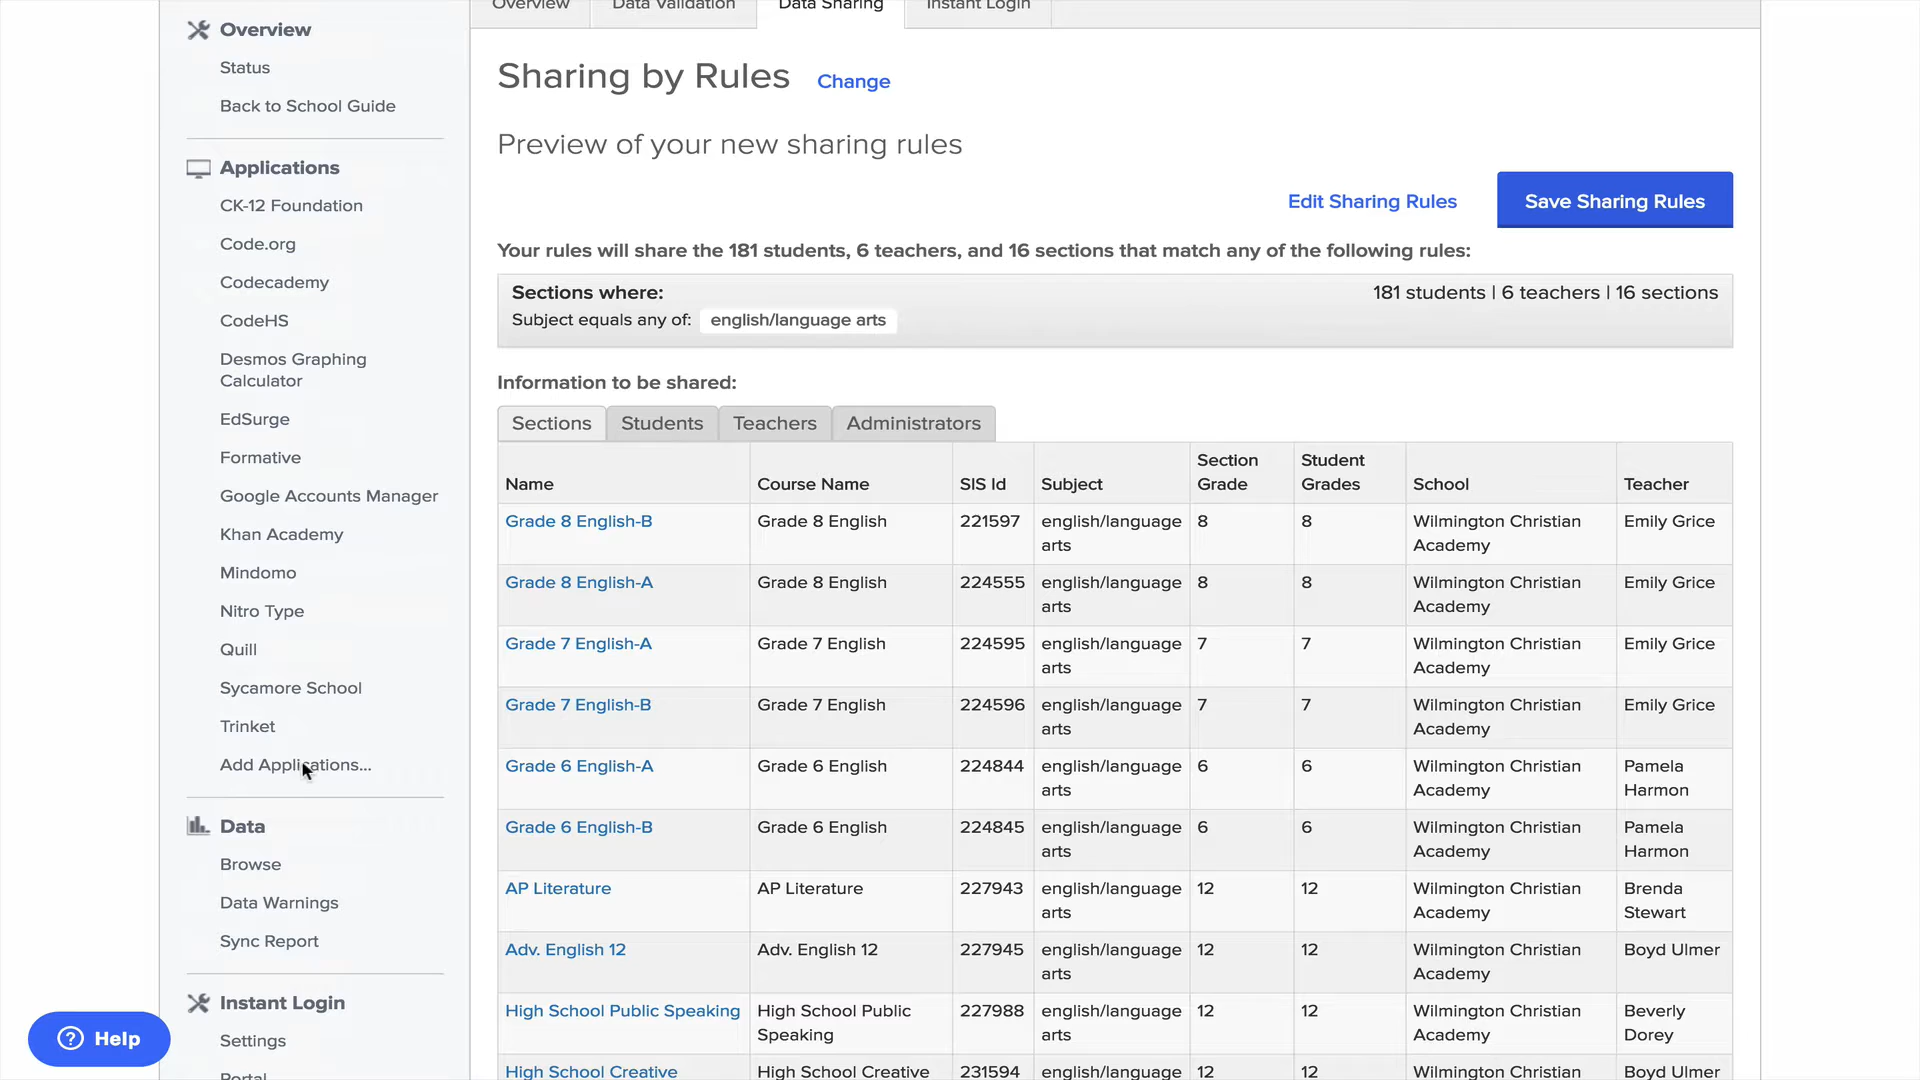 Overview
Status
Back to School Guide
Applications
CK-12 Foundation
Code.org
Codecademy
CodeHS
Desmos Graphing
Calculator
EdSurge
Formative
Google Accounts Manager
Khan Academy
Mindomo
Nitro Type
Quill
Sycamore School
Trinket
Add Applications...
Data
Browse
Data Warnings
Sync Report
Instant Login
Settings
Portal
Help
Overview Data Validation Data Sharing Instant Login
Sharing by Rules Change
Preview of your new sharing rules
Edit Sharing Rules Save Sharing Rules
Your rules will share the 181 students, 6 teachers, and 16 sections that match any of the following rules:
Sections where: 181 students | 6 teachers | 16 sections
Subject equals any of: english/language arts
Information to be shared:
Sections Students Teachers Administrators
Section Student
Name Course Name SIS Id Subject Grade Grades School Teacher
Grade 8 English-B Grade 8 English 221597 english/language 8 8 Wilmington Christian Emily Grice
arts Academy
Grade 8 English-A Grade 8 English 224555 english/language 8 8 Wilmington Christian Emily Grice
arts Academy
Grade 7 English-A Grade 7 English 224595 english/language 7 7 Wilmington Christian Emily Grice
arts Academy
Grade 7 English-B Grade 7 English 224596 english/language 7 7 Wilmington Christian Emily Grice
arts Academy
Grade 6 English-A Grade 6 English 224844 english/language 6 6 Wilmington Christian Pamela
arts Academy Harmon
Grade 6 English-B Grade 6 English 224845 english/language 6 6 Wilmington Christian Pamela
arts Academy Harmon
AP Literature AP Literature 227943 english/language 12 12 Wilmington Christian Brenda
arts Academy Stewart
Adv. English 12 Adv. English 12 227945 english/language 12 12 Wilmington Christian Boyd Ulmer
arts Academy
High School Public Speaking High School Public 227988 english/language 12 12 Wilmington Christian Beverly
Speaking arts Academy Dorey
High School Creative High School Creative 231594 english/language 12 12 Wilmington Christian Boyd Ulmer